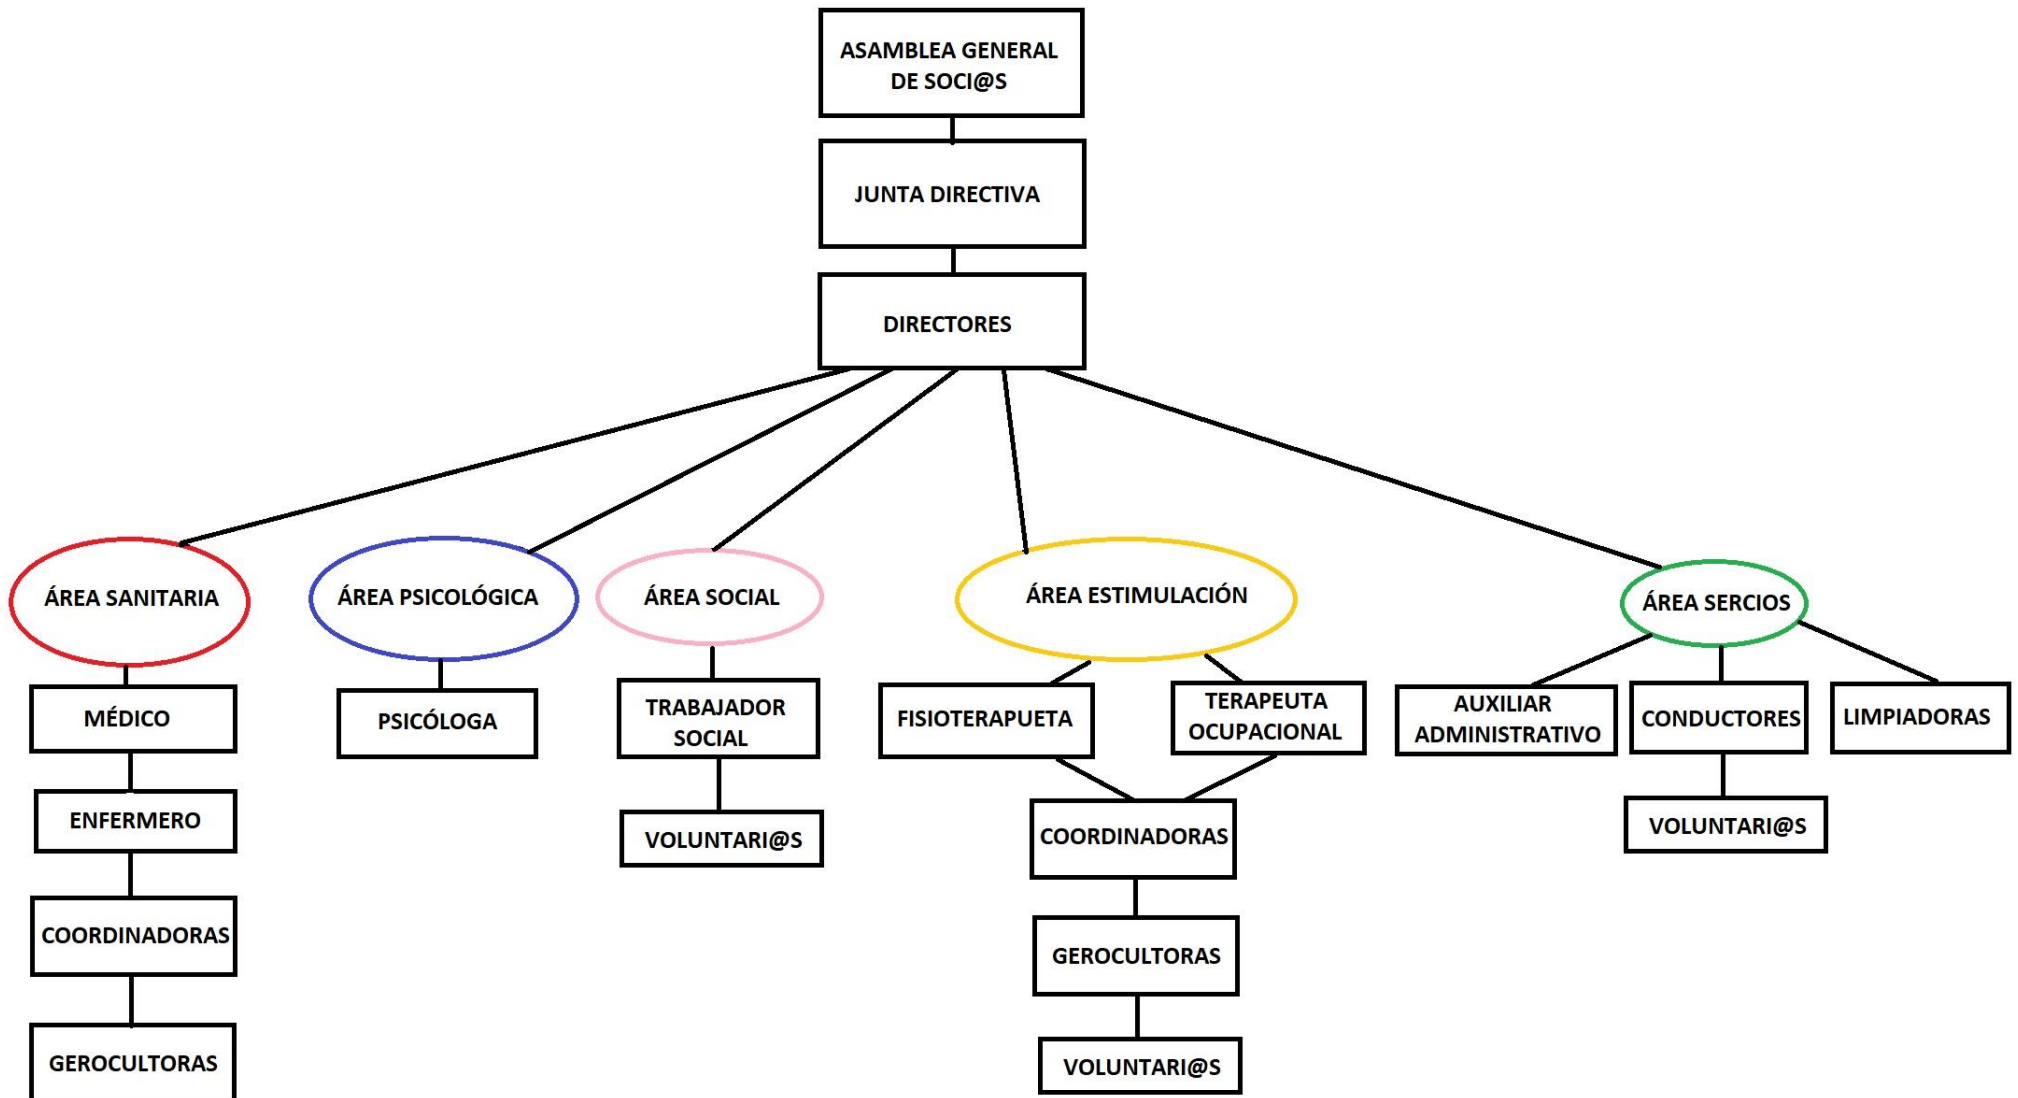 ASAMBLEA GENERAL
DE SOCI@S
JUNTA DIRECTIVA
DIRECTORES
ÁREA SANITARIA
ÁREA PSICOLÓGICA
ÁREA SOCIAL
ÁREA ESTIMULACIÓN
ÁREA SERCIOS
MÉDICO
PSICÓLOGA
TRABAJADOR
SOCIAL
FISIOTERAPUETA
TERAPEUTA
OCUPACIONAL
AUXILIAR
ADMINISTRATIVO
CONDUCTORES
LIMPIADORAS
ENFERMERO
VOLUNTARI@S
COORDINADORAS
VOLUNTARI@S
COORDINADORAS
GEROCULTORAS
GEROCULTORAS
VOLUNTARI@S